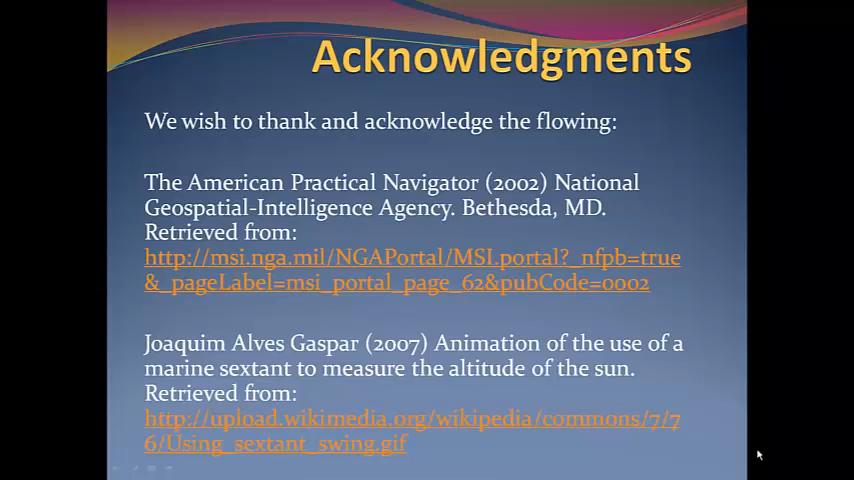 Acknowledgments
We wish to thank and acknowledge the flowing:
The American Practical Navigator (2002) National
Geospatial-Intelligence Agency. Bethesda, MD.
Retrieved from:
http://msi.nga.mil/NGAPortal/MSI.portal?_nfpb=true
&_pageLabel=msi_portal_page_62&pubCode=0002
Joaquim Alves Gaspar (2007) Animation of the use of a
marine sextant to measure the altitude of the sun.
Retrieved from:
http://upload.wikimedia.org/wikipedia/commons/7/7
6/Using_sextant_swing.gif